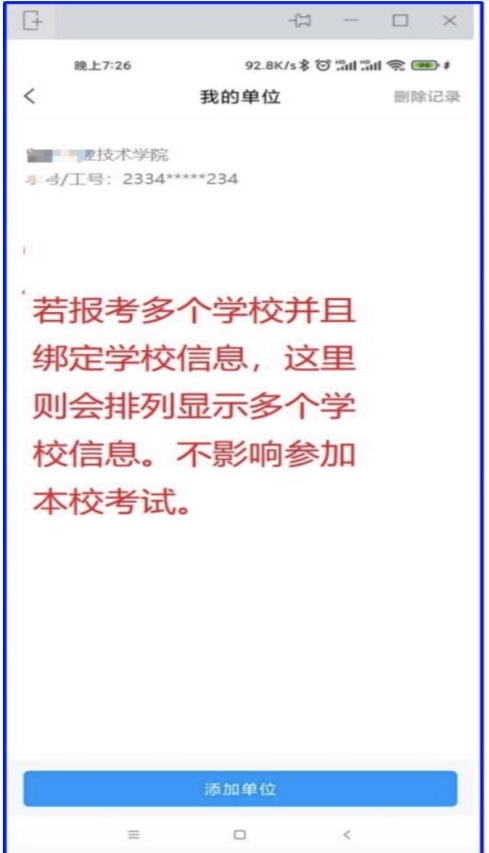 晚上7:26 92.8K/s
我的单位 删除记录
技术学院
号/工号：2334*****234
若报考多个学校并且
绑定学校信息，这里
则会排列显示多个学
校信息。不影响参加
本校考试。
添加单位